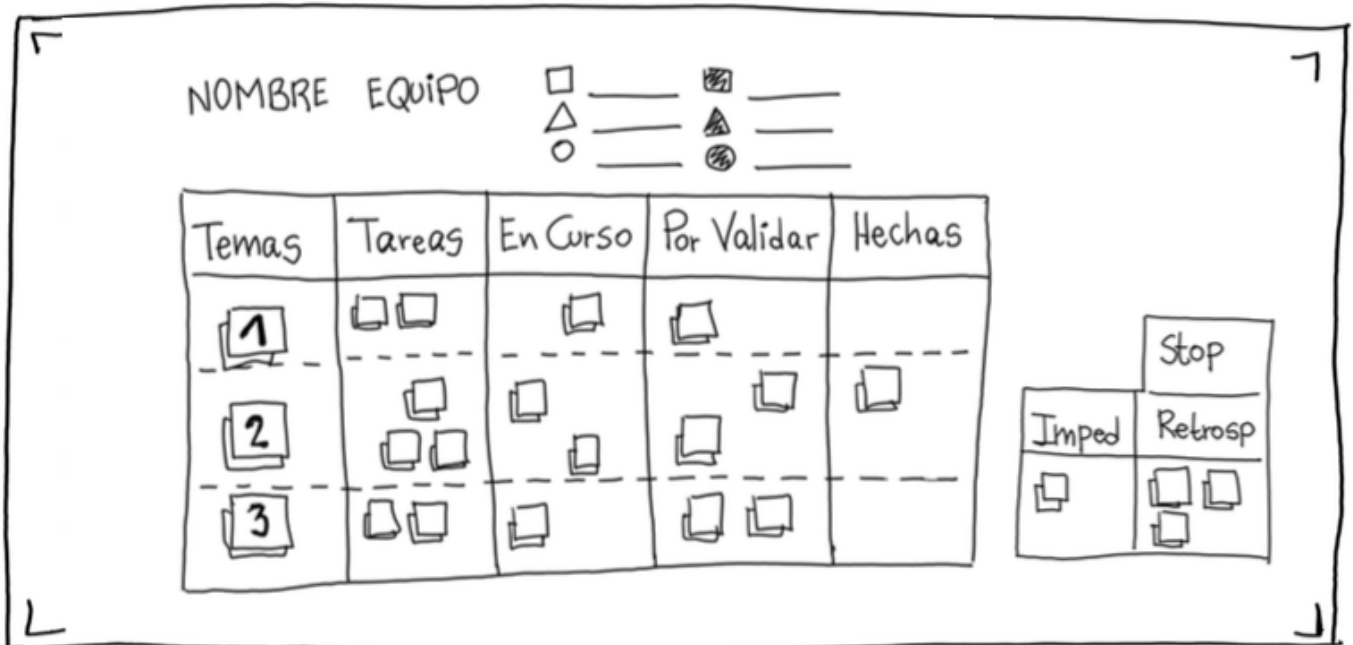 NOMBRE EQUiPO
Temas Tareas En Curso Por Validar Hechas
1
2
3
Stop
Imped Retrosp